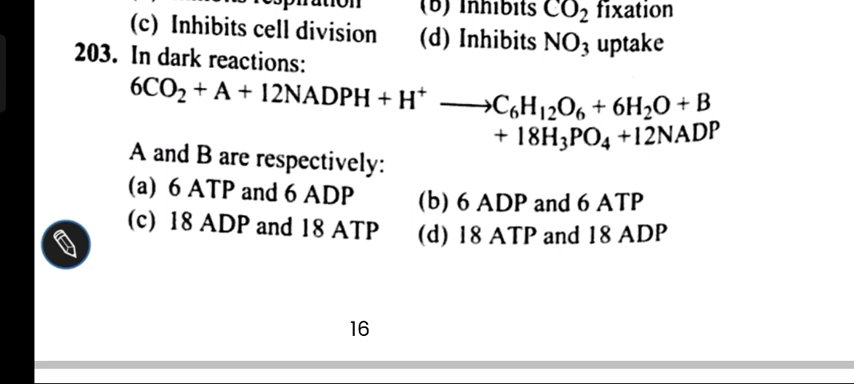 (b) Inhibits CO₂ fixation
(c) Inhibits cell division
(d) Inhibits NO₃ uptake
203. In dark reactions:
6CO₂ + A + 12NADPH + H⁺ ⟶C₆H₁₂O₆ + 6H₂O + B
+ 18H₃PO₄ +12NADP
A and B are respectively:
(a) 6 ATP and 6 ADP
(b) 6 ADP and 6 ATP
(c) 18 ADP and 18 ATP
(d) 18 ATP and 18 ADP
16